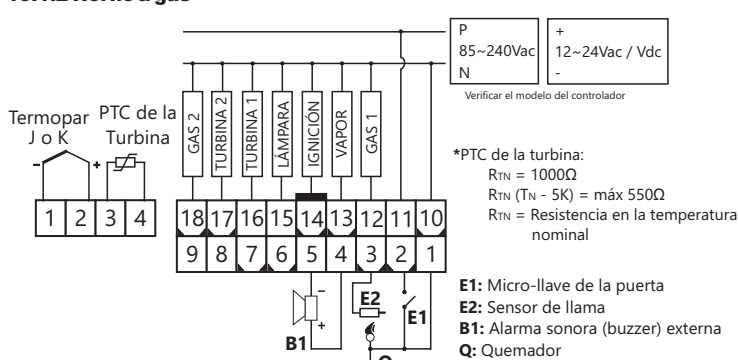 P
85~240Vac
N
+
12~24Vac / Vdc
-
Verificar el modelo del controlador
Termopar
J o K
PTC de la
Turbina
- +
1 2 3 4
GAS 2
TURBINA 2
TURBINA 1
LÁMPARA
IGNICIÓN
VAPOR
GAS 1
18 17 16 15 14 13 12 11 10
9 8 7 6 5 4 3 2 1
*PTC de la turbina:
RTN = 1000Ω
RTN (TN - 5K) = máx 550Ω
RTN = Resistencia en la temperatura
nominal
-
+
B1
E2
E1
E1: Micro-llave de la puerta
E2: Sensor de llama
B1: Alarma sonora (buzzer) externa
Q: Quemador